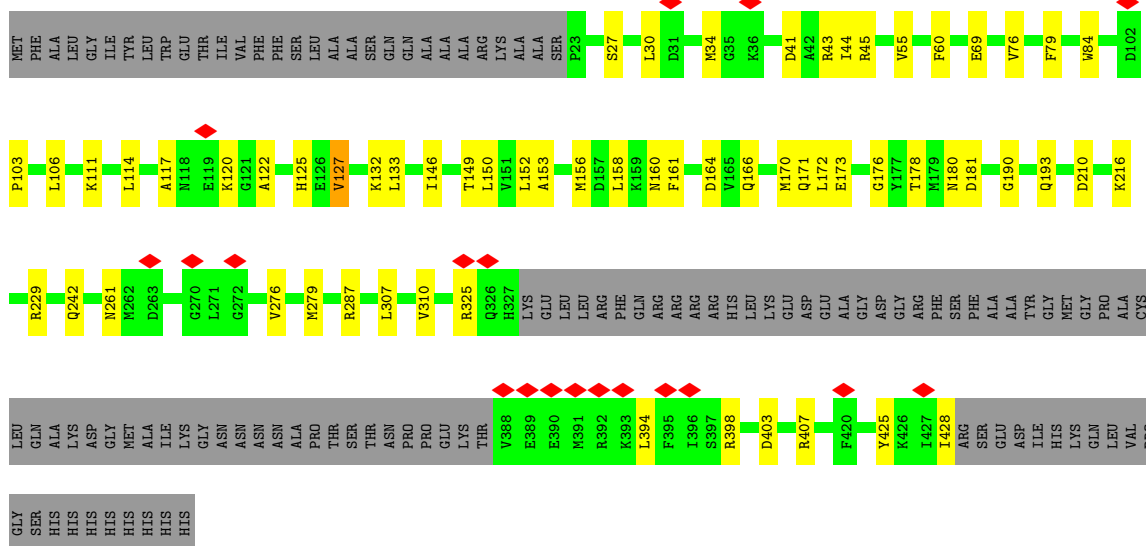 MET PHE ALA LEU GLY ILE TYR LEU TRP GLU THR ILE VAL PHE PHE SER LEU ALA ALA SER GLN GLN ALA ALA ALA ARG LYS ALA ALA SER P23 S27 L30 D31 M34 G35 K36 D41 A42 R43 I44 R45 V55 F60 E69 V76 F79 W84 D102
P103 L106 K111 L114 A117 N118 E119 K120 G121 A122 H125 E126 V127 K132 L133 I146 T149 L150 V151 L152 A153 M156 D157 L158 K159 N160 F161 D164 V165 Q166 M170 Q171 L172 E173 G176 Y177 T178 M179 N180 D181 G190 Q193 D210 K216
R229 Q242 N261 M262 D263 G270 L271 G272 V276 M279 R287 L307 V310 R325 Q326 H327 LYS GLU LEU LEU ARG PHE GLN ARG ARG ARG ARG HIS LEU LYS GLU ASP GLU ALA GLY ASP GLY ARG PHE SER PHE ALA ALA TYR GLY MET GLY PRO ALA CYS
LEU GLN ALA LYS ASP GLY MET ALA ILE LYS GLY ASN ASN ASN ASN ALA PRO THR SER THR ASN PRO PRO GLU LYS THR V388 E389 E390 M391 R392 K393 L394 F395 I396 S397 R398 D403 R407 F420 Y425 K426 I427 I428 ARG SER GLU ASP ILE HIS LYS GLN LEU VAL
GLY SER HIS HIS HIS HIS HIS HIS HIS HIS